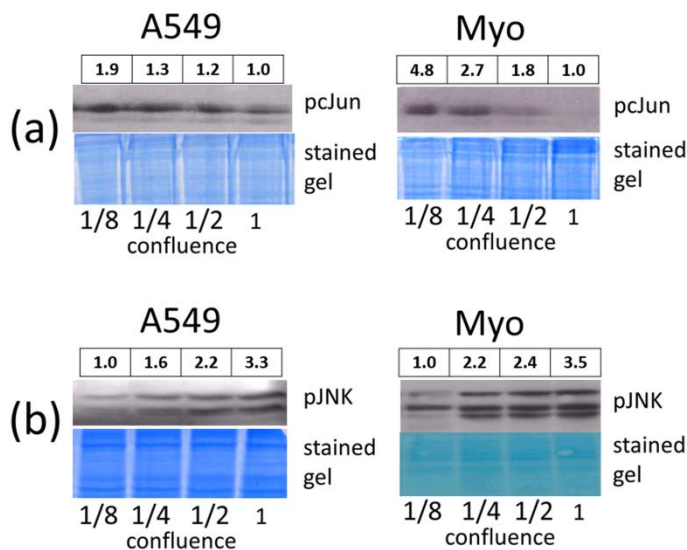 A549 Myo
1.9 1.3 1.2 1.0 4.8 2.7 1.8 1.0
pcJun pcJun
(a)
stained stained
gel gel
1/8 1/4 1/2 1 1/8 1/4 1/2 1
confluence confluence
A549 Myo
1.0 1.6 2.2 3.3 1.0 2.2 2.4 3.5
pJNK pJNK
(b)
stained stained
gel gel
1/8 1/4 1/2 1 1/8 1/4 1/2 1
confluence confluence